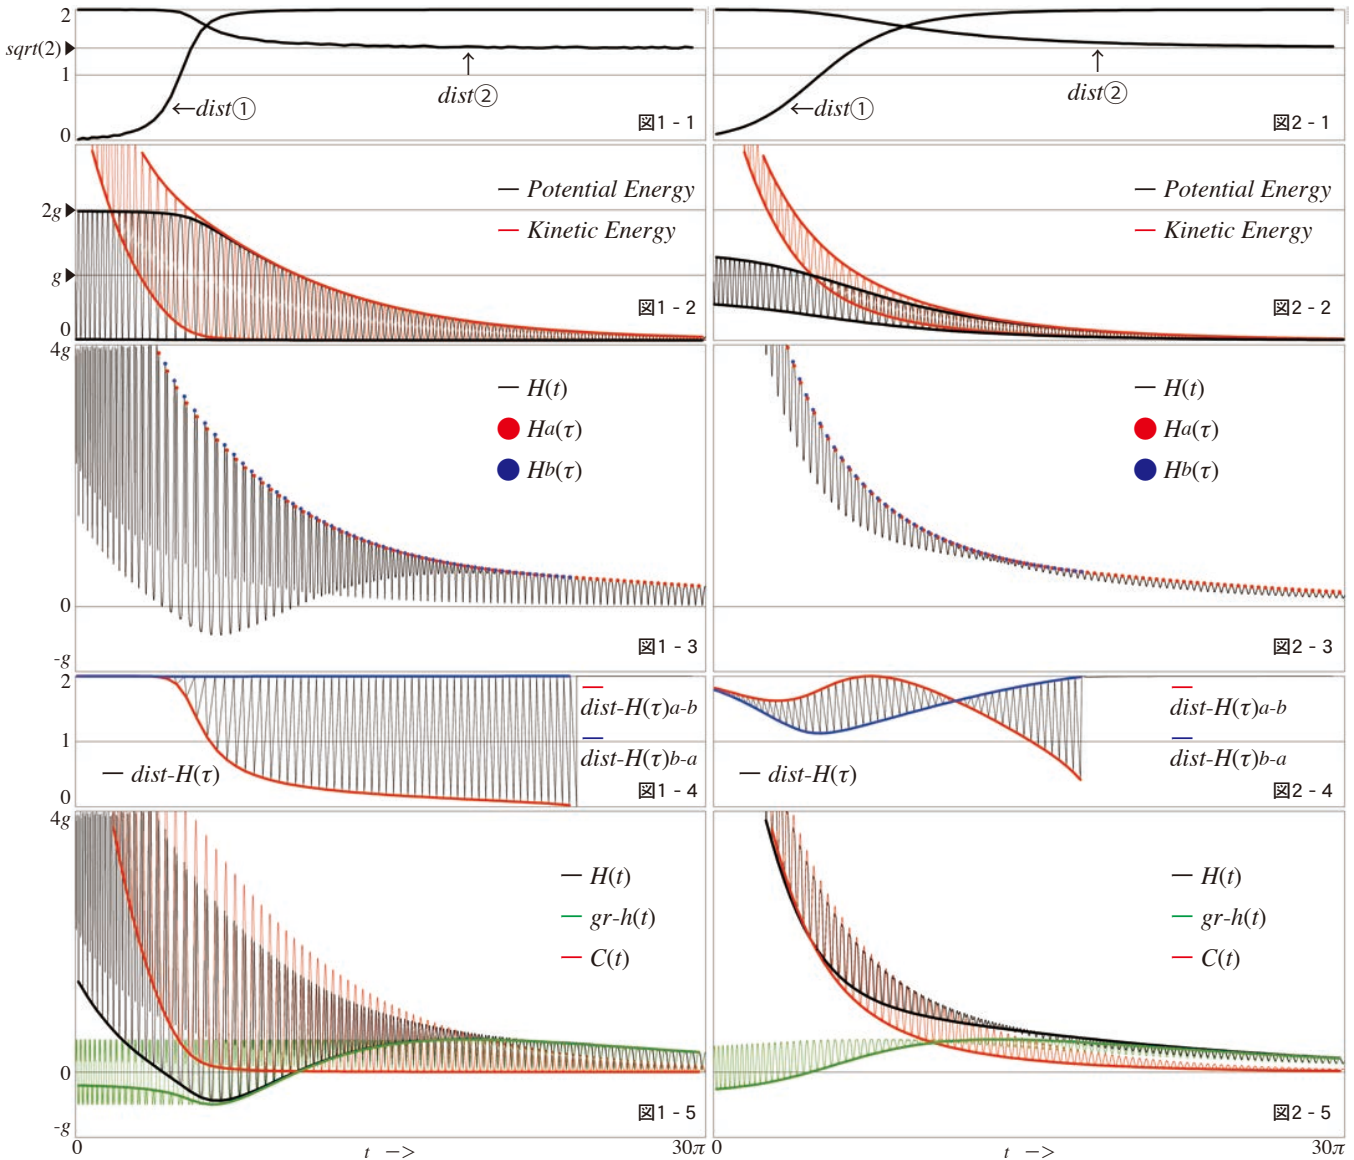 2
sqrt(2)
1
0
←dist①
↑
dist②
図1 - 1
←dist①
↑
dist②
図2 - 1
2g
g
0
— Potential Energy
— Kinetic Energy
図1 - 2
— Potential Energy
— Kinetic Energy
図2 - 2
4g
0
-g
— H(t)
Ha(τ)
Hb(τ)
図1 - 3
— H(t)
Ha(τ)
Hb(τ)
図2 - 3
2
1
0
— dist-H(τ)
dist-H(τ)a-b
dist-H(τ)b-a
図1 - 4
— dist-H(τ)
dist-H(τ)a-b
dist-H(τ)b-a
図2 - 4
4g
0
-g
— H(t)
— gr-h(t)
— C(t)
図1 - 5
— H(t)
— gr-h(t)
— C(t)
図2 - 5
0
t −>
30π
0
t −>
30π